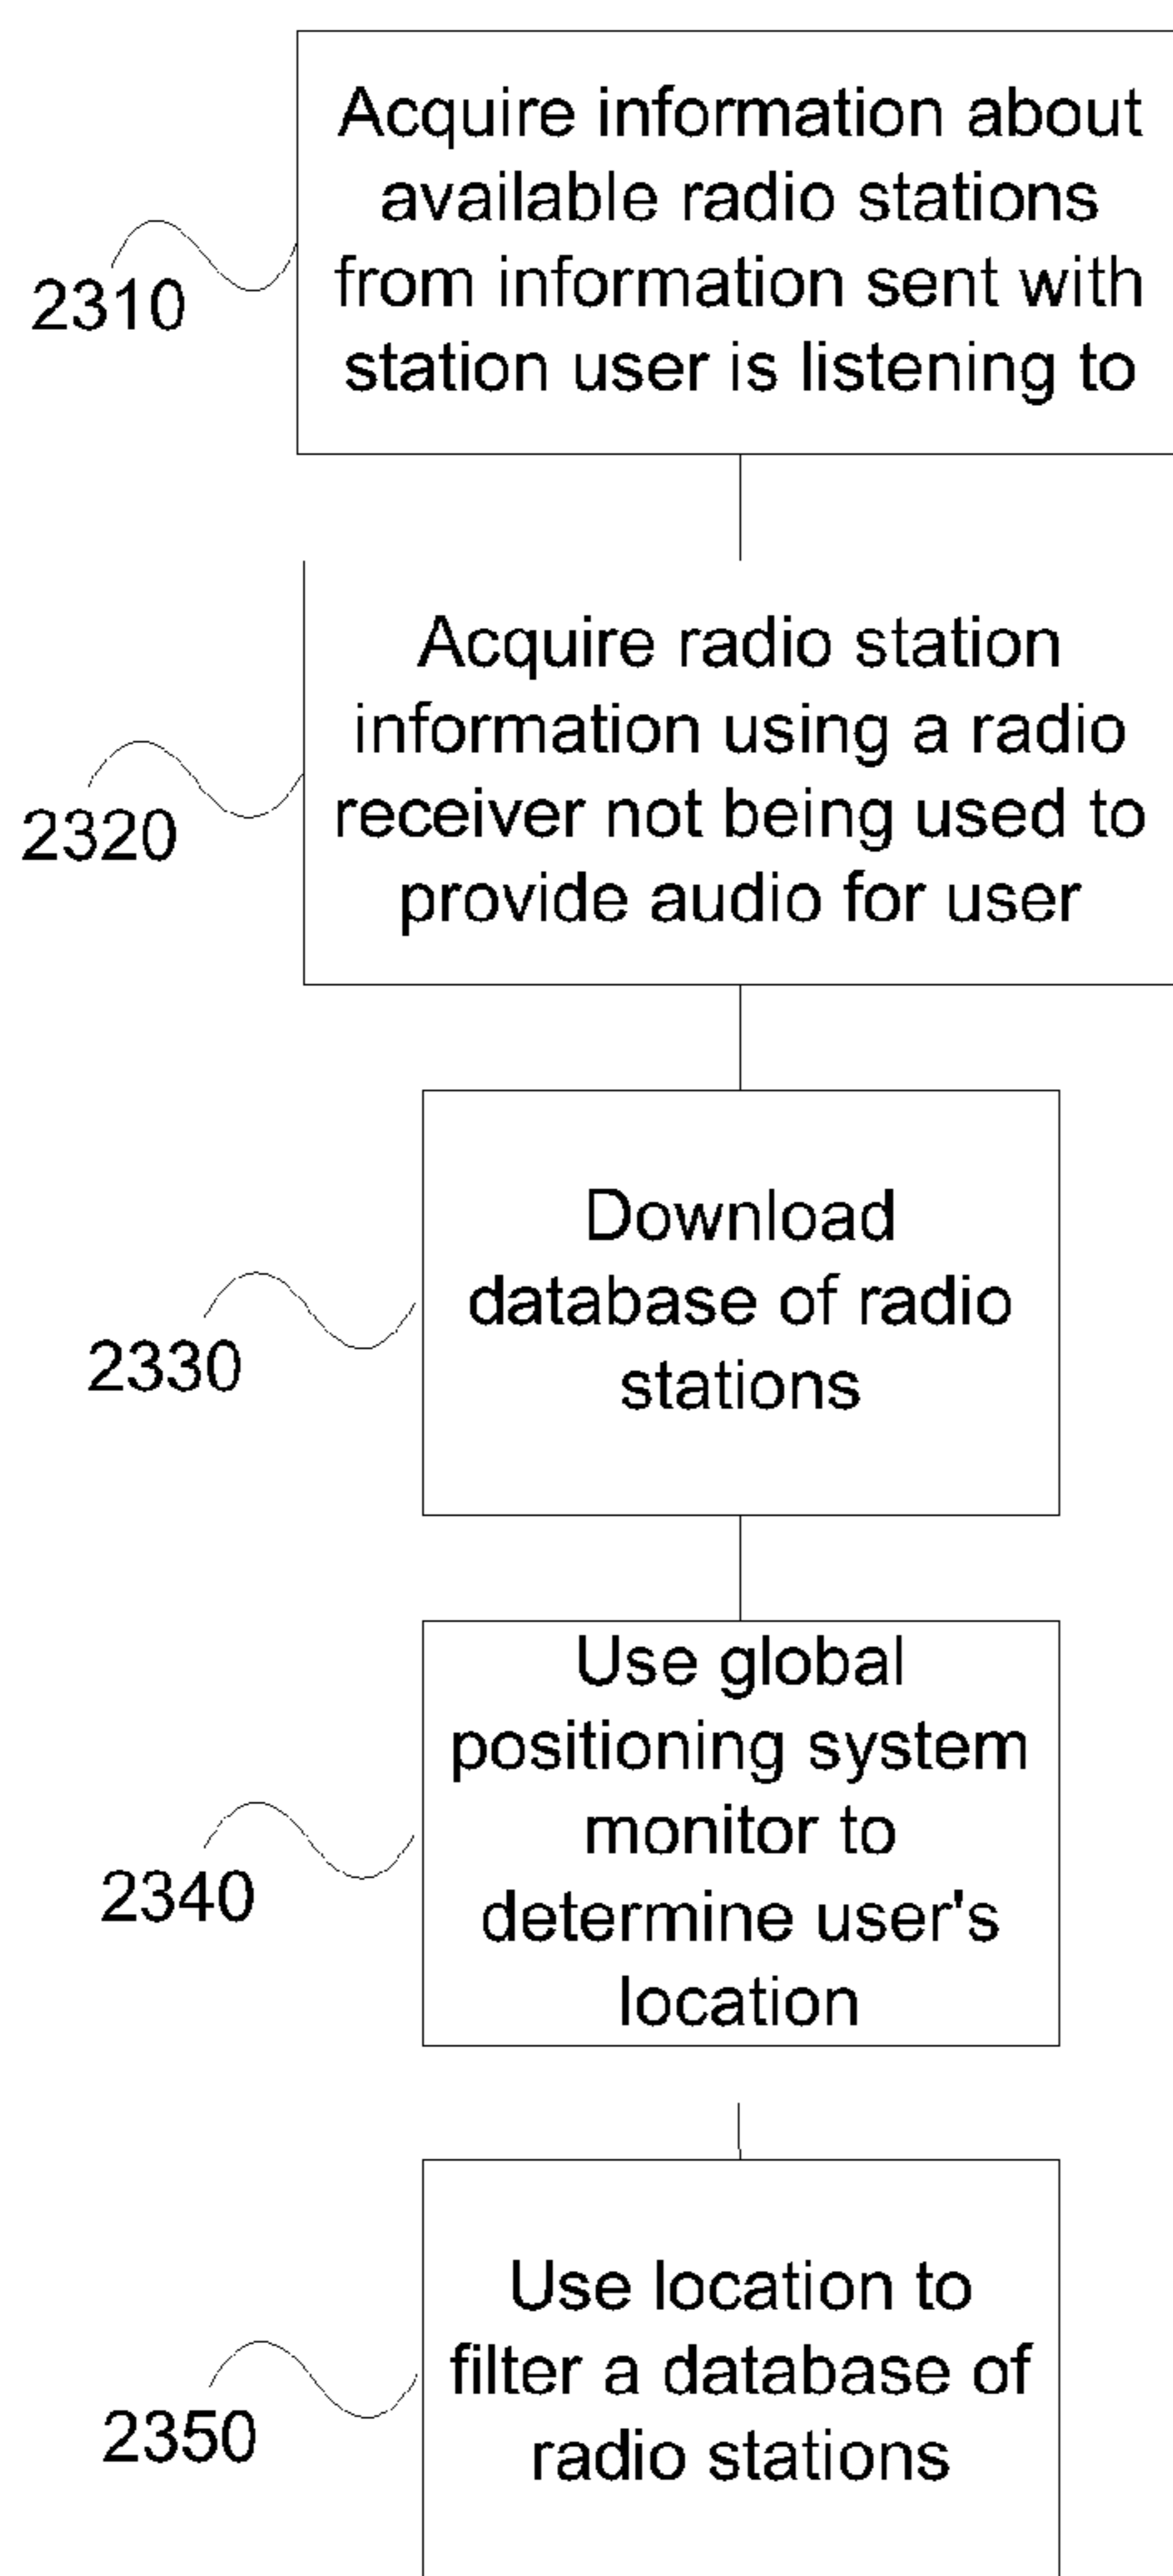 Acquire information about
available radio stations
from information sent with
station user is listening to
2310
Acquire radio station
information using a radio
receiver not being used to
provide audio for user
2320
Download
database of radio
stations
2330
Use global
positioning system
monitor to
determine user's
location
2340
Use location to
filter a database of
radio stations
2350